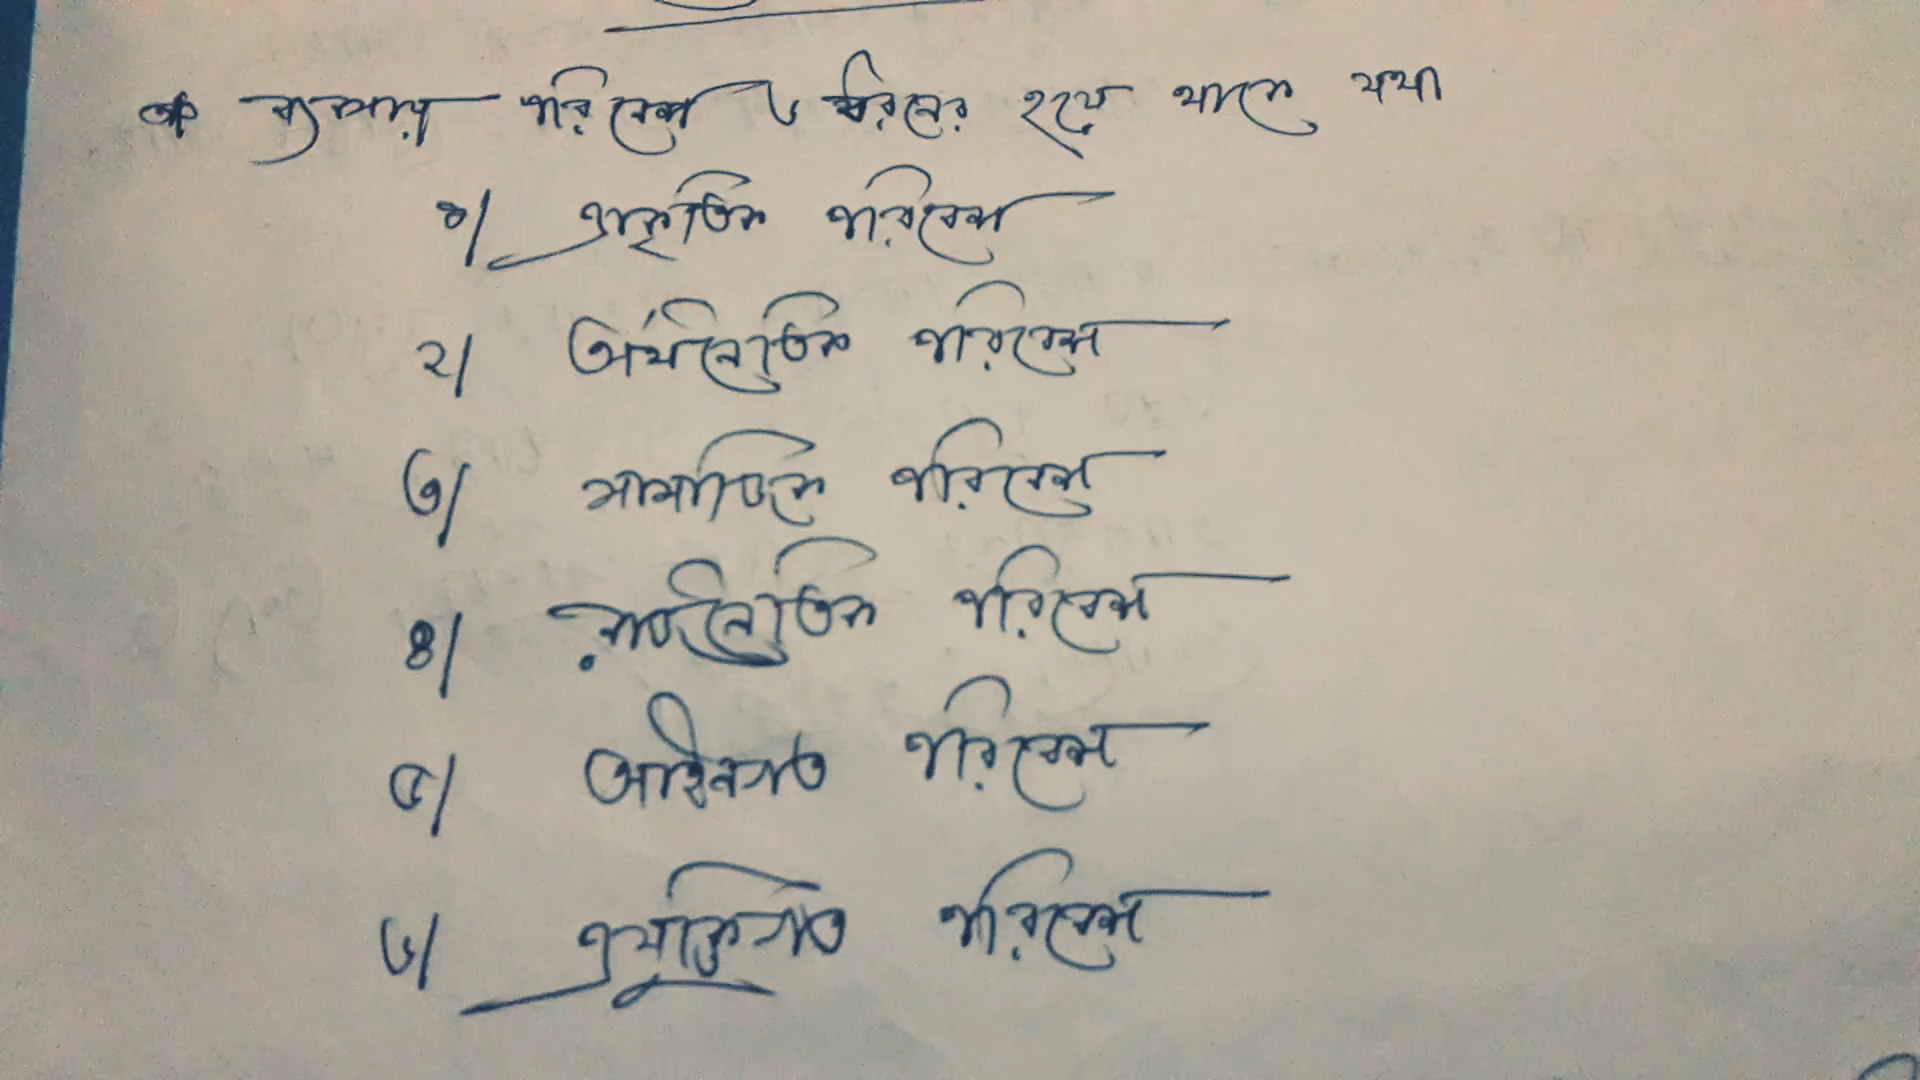 * ব্যবসায় পরিবেশ ৬ ধরনের হয়ে থাকে যথা
১। প্রাকৃতিক পরিবেশ
২। অর্থনৈতিক পরিবেশ
৩। সামাজিক পরিবেশ
৪। রাজনৈতিক পরিবেশ
৫। আইনগত পরিবেশ
৬। প্রযুক্তিগত পরিবেশ